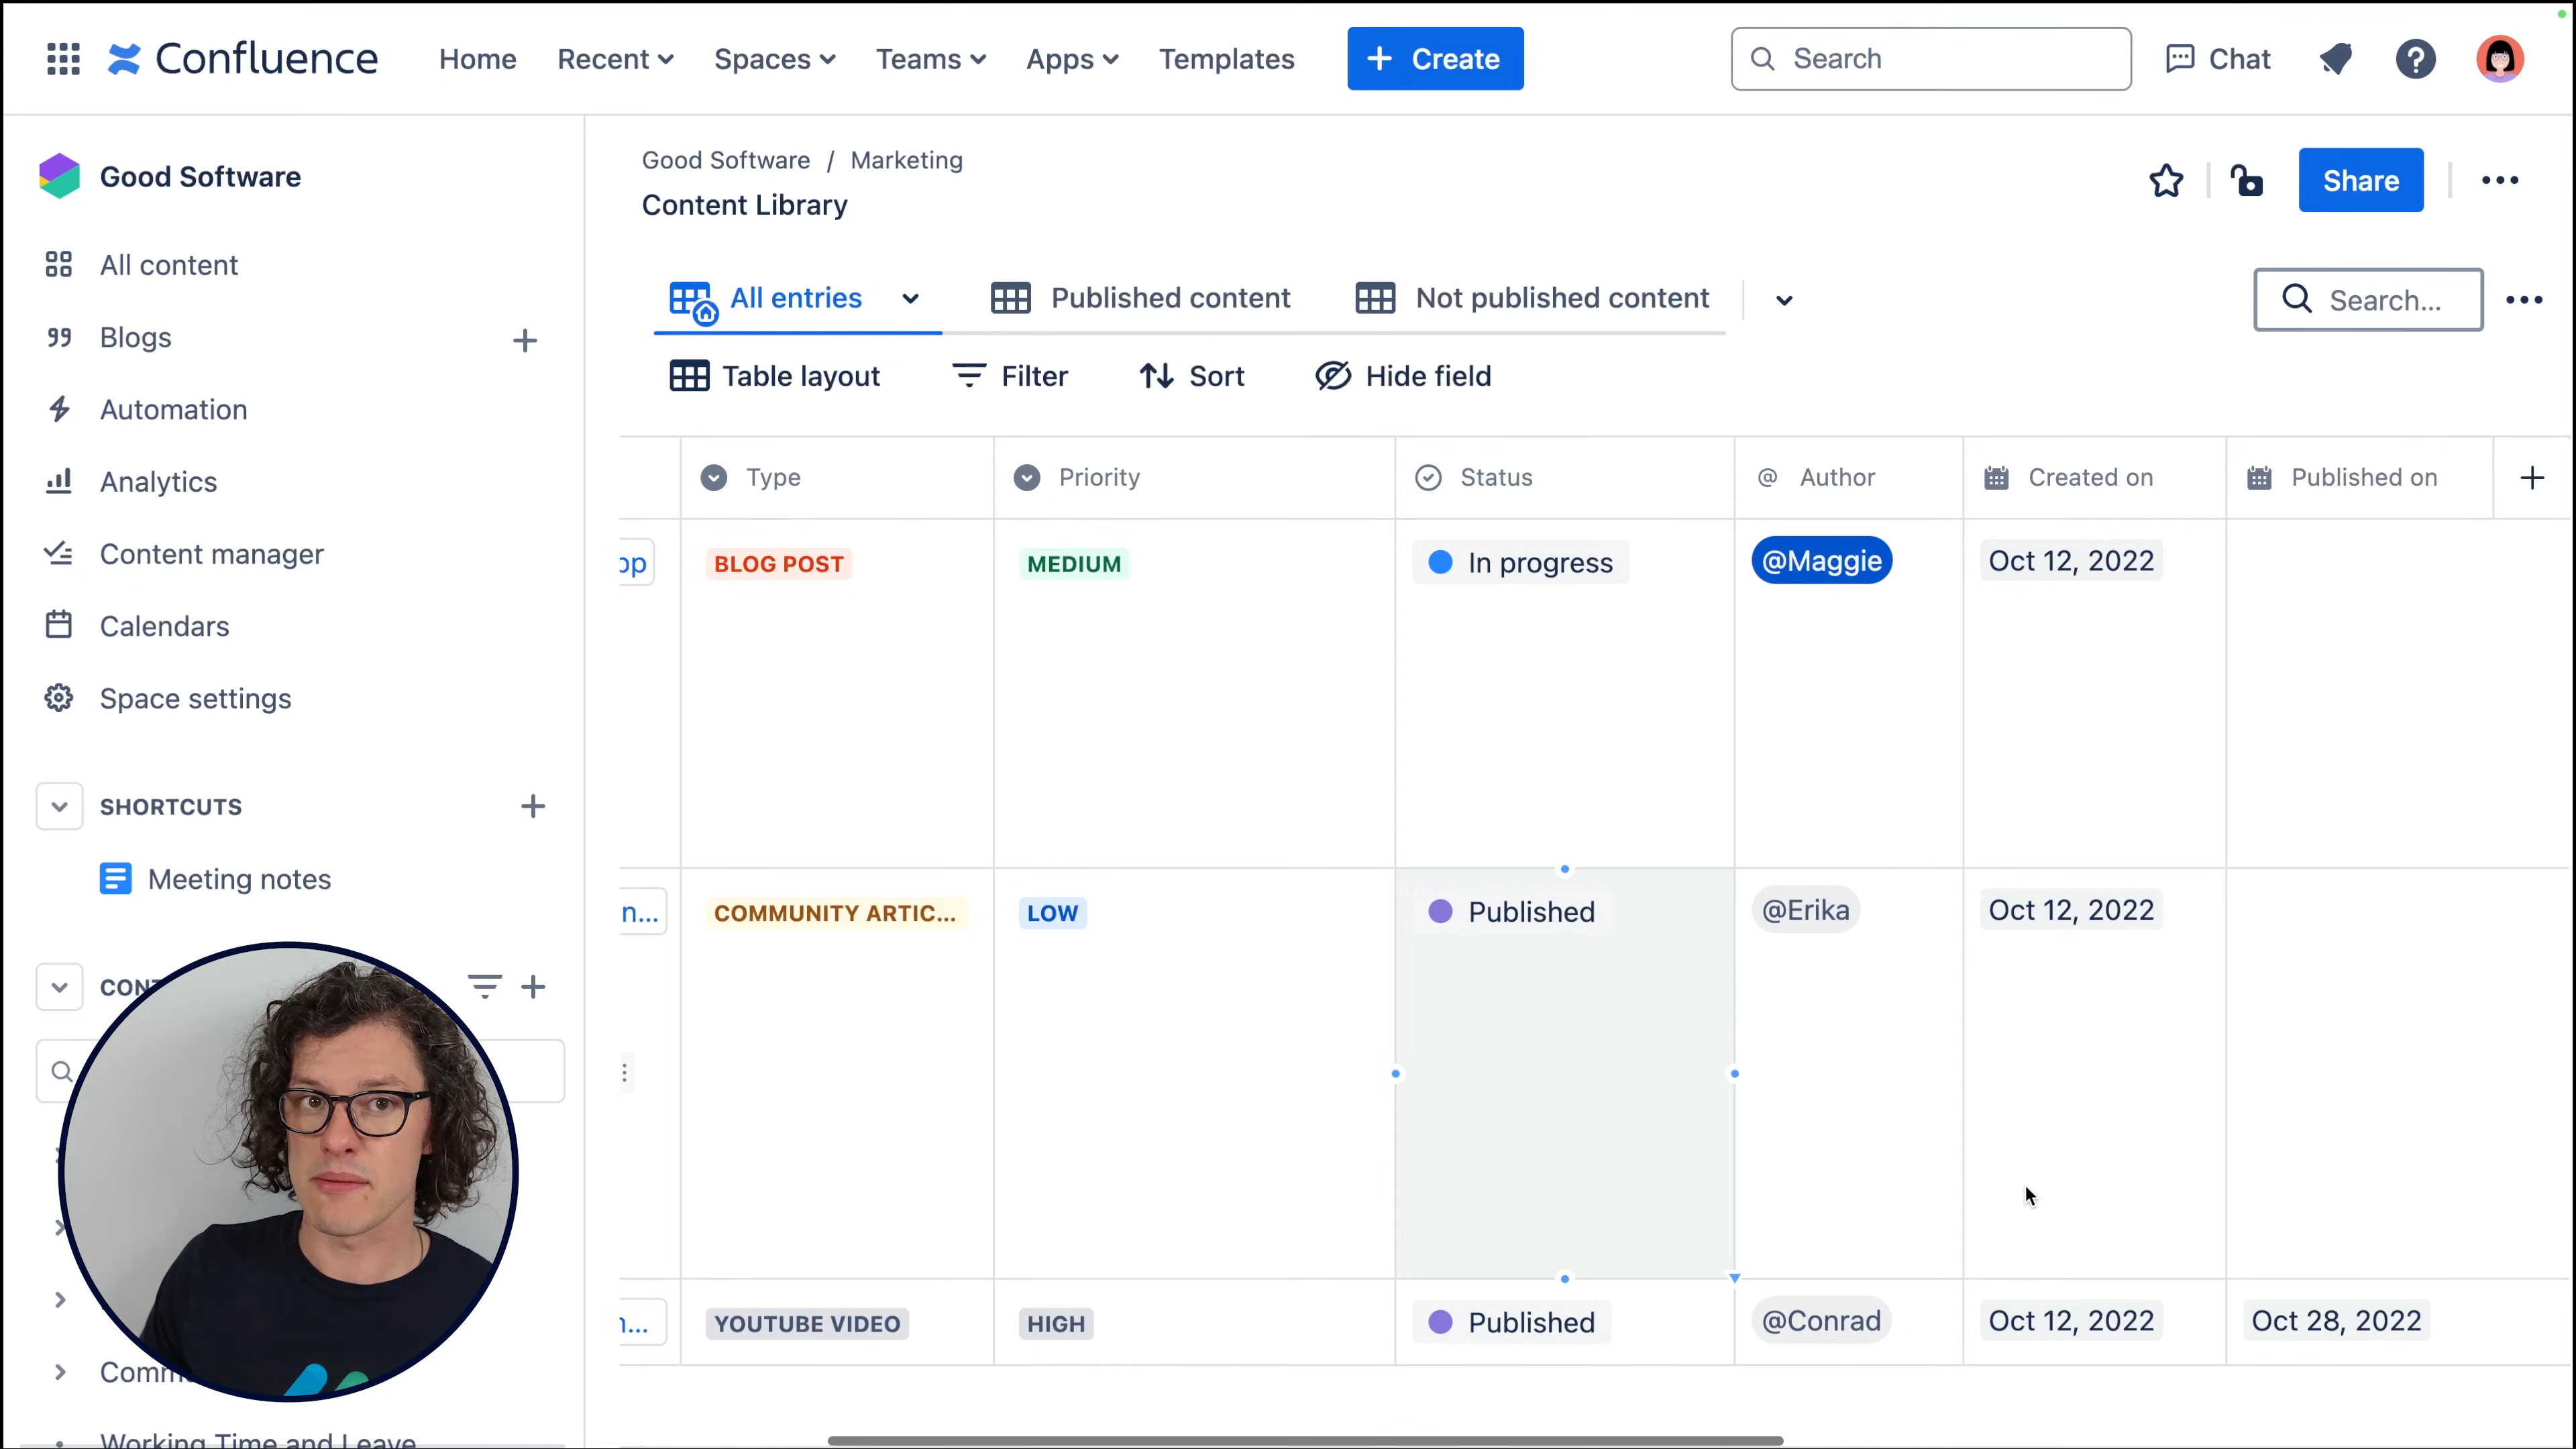 Confluence Home Recent Spaces Teams Apps Templates + Create Search Chat
Good Software
All content
Blogs
Automation
Analytics
Content manager
Calendars
Space settings
SHORTCUTS
Meeting notes
Working Time and Leave
Good Software / Marketing
Content Library
Share
All entries Published content Not published content Search...
Table layout Filter Sort Hide field
Type Priority Status @ Author Created on Published on
BLOG POST MEDIUM In progress @Maggie Oct 12, 2022
COMMUNITY ARTIC... LOW Published @Erika Oct 12, 2022
YOUTUBE VIDEO HIGH Published @Conrad Oct 12, 2022 Oct 28, 2022